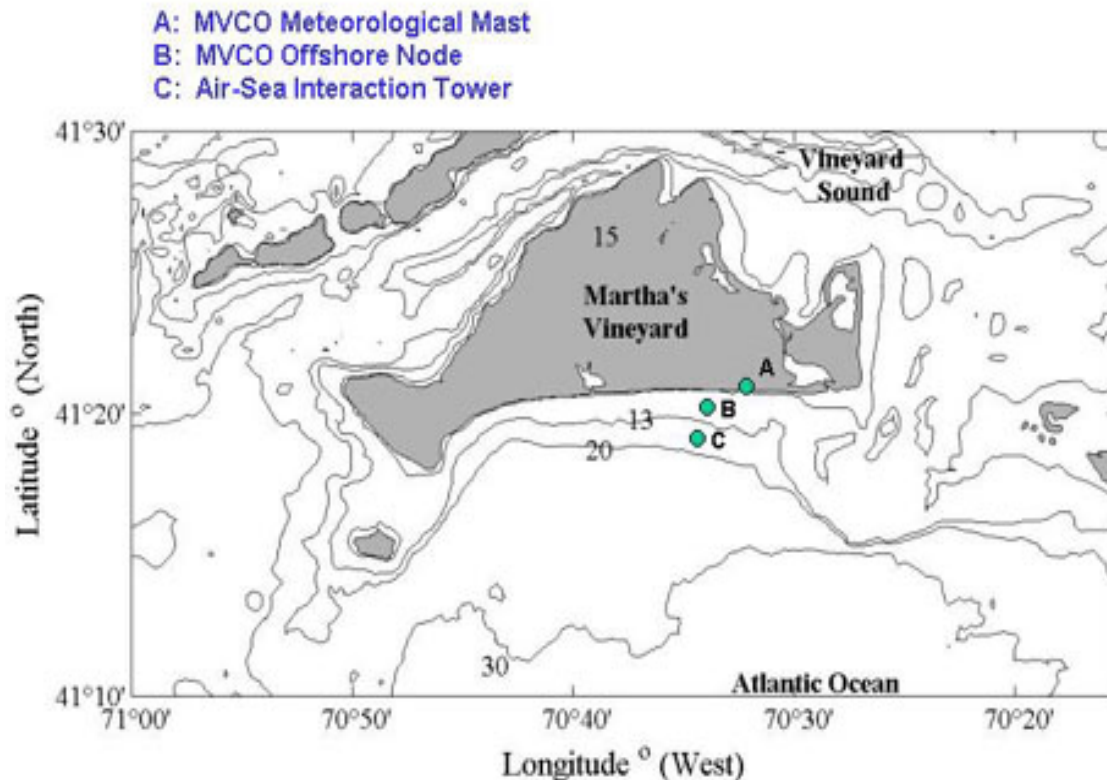 A: MVCO Meteorological Mast
B: MVCO Offshore Node
C: Air-Sea Interaction Tower
41°30'
Vineyard
Sound
15
Martha's
Vineyard
A
41°20'
B
13
C
20
Latitude ° (North)
30
Atlantic Ocean
41°10'
71°00'
70°50'
70°40'
70°30'
70°20'
Longitude ° (West)